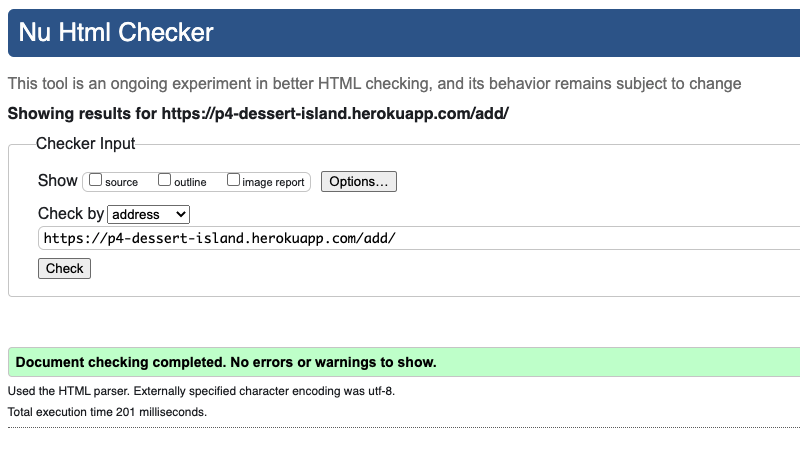 Nu Html Checker
This tool is an ongoing experiment in better HTML checking, and its behavior remains subject to change
Showing results for https://p4-dessert-island.herokuapp.com/add/
Checker Input
Show source outline image report Options...
Check by address
https://p4-dessert-island.herokuapp.com/add/
Check
Document checking completed. No errors or warnings to show.
Used the HTML parser. Externally specified character encoding was utf-8.
Total execution time 201 milliseconds.